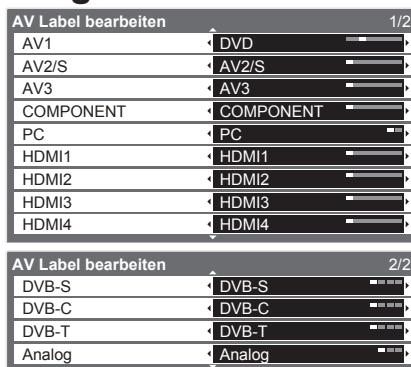 AV Label bearbeiten 1/2
AV1 DVD
AV2/S AV2/S
AV3 AV3
COMPONENT COMPONENT
PC PC
HDMI1 HDMI1
HDMI2 HDMI2
HDMI3 HDMI3
HDMI4 HDMI4
AV Label bearbeiten 2/2
DVB-S DVB-S
DVB-C DVB-C
DVB-T DVB-T
Analog Analog